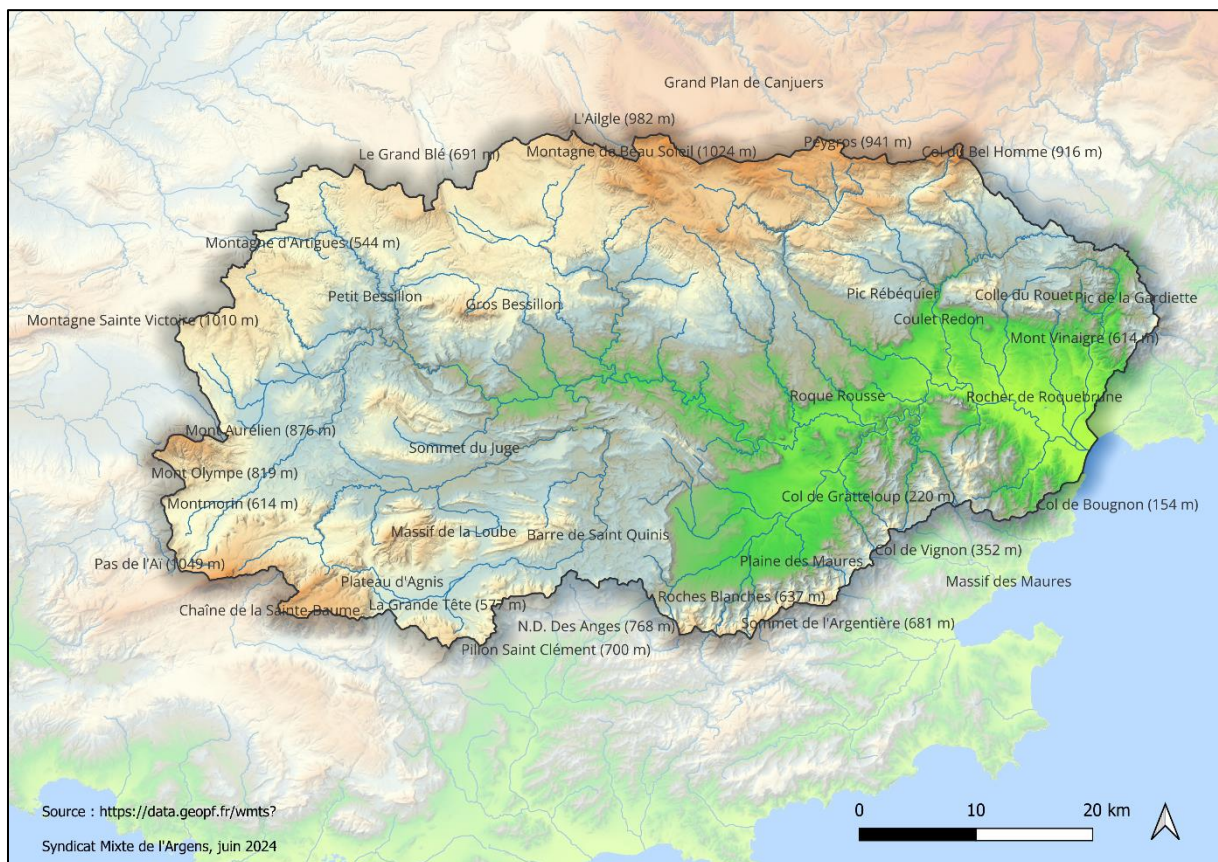 Grand Plan de Canjuers
L'Ailgle (982 m)
Le Grand Blé (691 m)
Montagne de Beau Soleil (1024 m)
Peygros (941 m)
Col du Bel Homme (916 m)
Montagne d'Artigues (544 m)
Petit Bessillon
Gros Bessillon
Pic Rébéquier
Colle du Rouet
Pic de la Gardiette
Montagne Sainte Victoire (1010 m)
Coulet Redon
Mont Vinaigre (614 m)
Roque Rousse
Rocher de Roquebrune
Mont Aurélien (876 m)
Sommet du Juge
Mont Olympe (819 m)
Montmorin (614 m)
Col de Gratteloup (220 m)
Col de Bougnon (154 m)
Massif de la Loube
Barre de Saint Quinis
Col de Vignon (352 m)
Pas de l'Aï (1049 m)
Plaine des Maures
Plateau d'Agnis
Massif des Maures
Chaîne de la Sainte Baume
La Grande Tête (577 m)
Roches Blanches (637 m)
N.D. Des Anges (768 m)
Sommet de l'Argentière (681 m)
Pillon Saint Clément (700 m)
Source : https://data.geopf.fr/wmts?
Syndicat Mixte de l'Argens, juin 2024
0 10 20 km